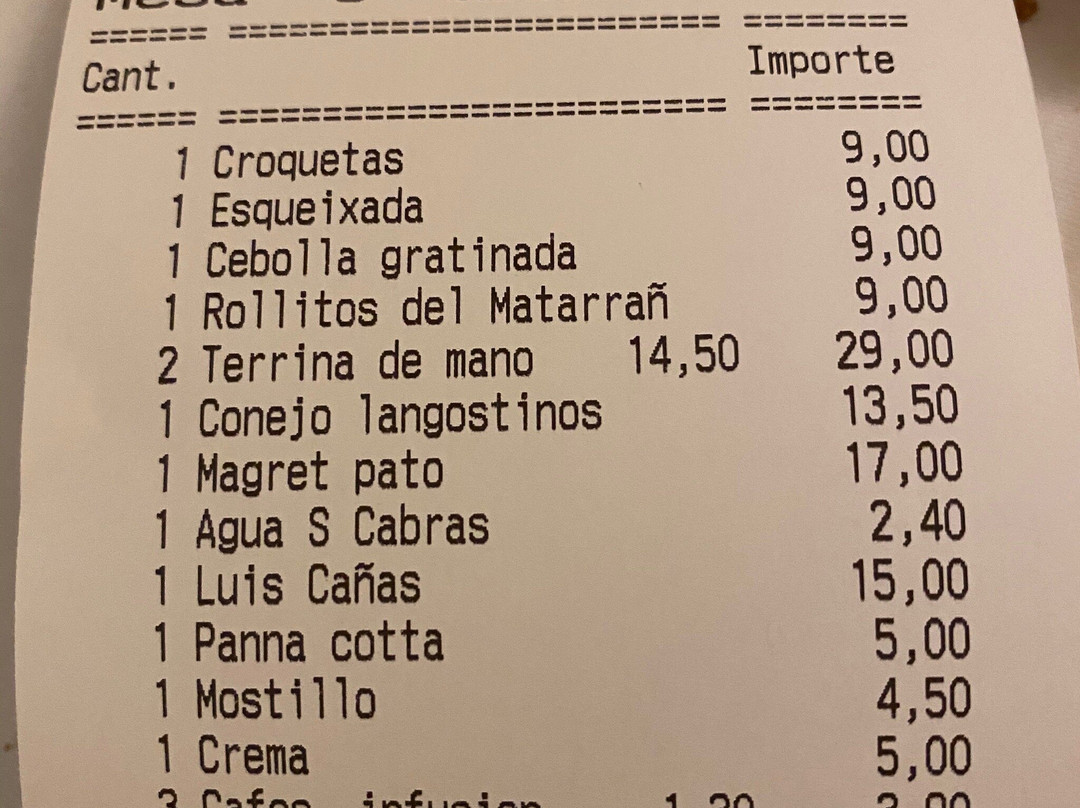 ====== ======================== ========
Cant. Importe
====== ========================= ========
1 Croquetas 9,00
1 Esqueixada 9,00
1 Cebolla gratinada 9,00
1 Rollitos del Matarrañ 9,00
2 Terrina de mano 14,50 29,00
1 Conejo langostinos 13,50
1 Magret pato 17,00
1 Agua S Cabras 2,40
1 Luis Cañas 15,00
1 Panna cotta 5,00
1 Mostillo 4,50
1 Crema 5,00